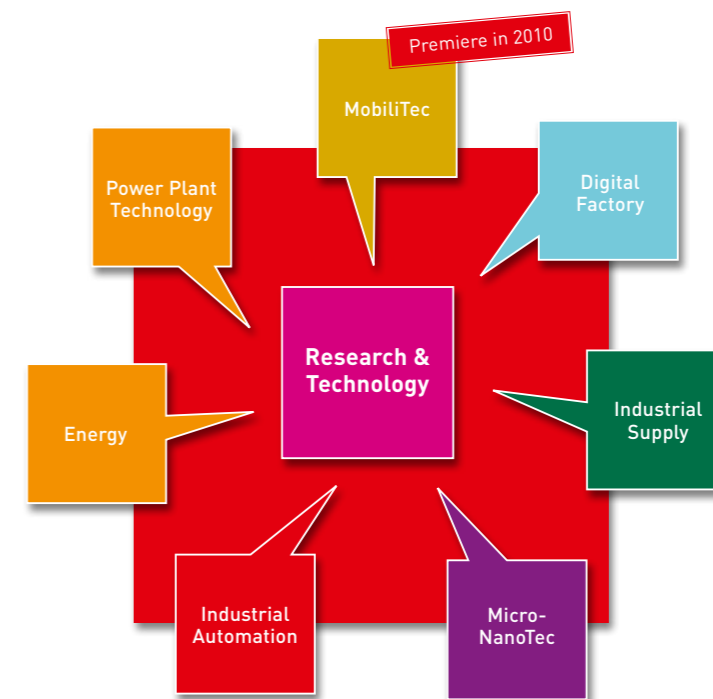 Premiere in 2010
MobiliTec
Power Plant
Technology
Digital
Factory
Research &
Technology
Energy
Industrial
Supply
Industrial
Automation
Micro-
NanoTec